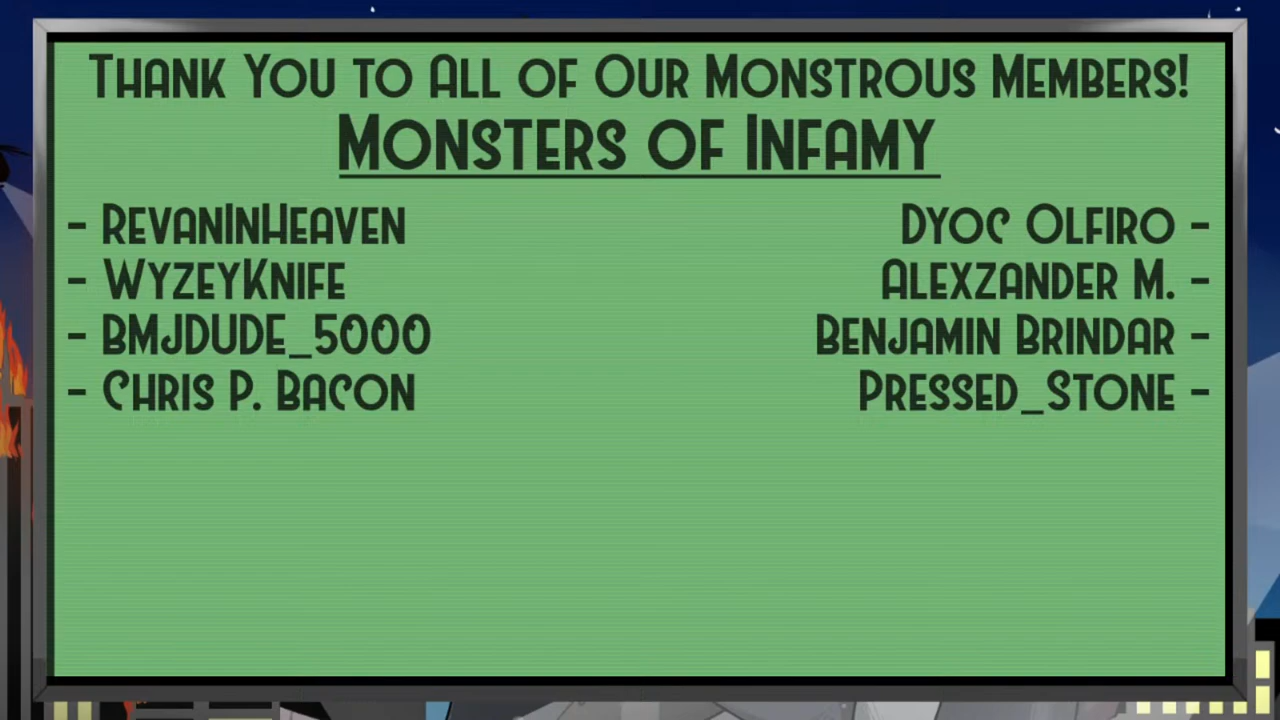 Thank You to All of Our Monstrous Members!
Monsters of Infamy
- RevanInHeaven
- WyzeyKnife
- BMJDUDE_5000
- Chris P. Bacon
Dyoc Olfiro -
Alexzander M. -
Benjamin Brindar -
Pressed_Stone -